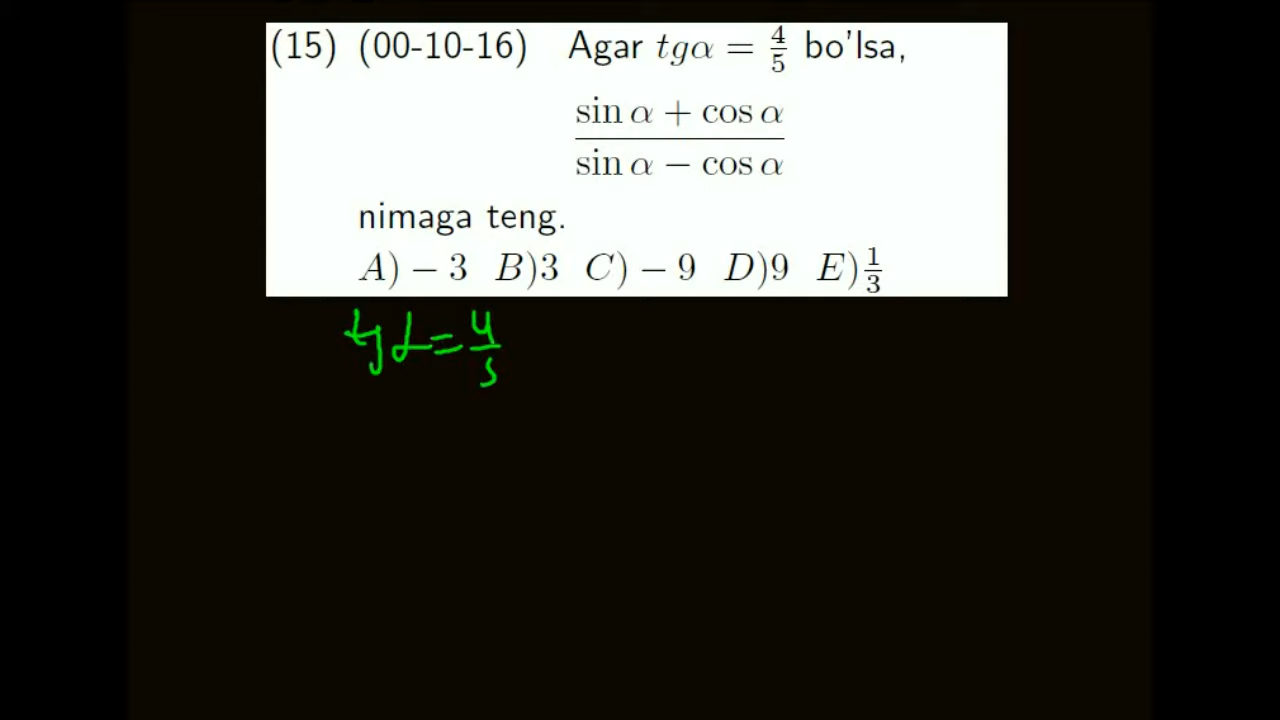 (15) (00-10-16) Agar tgα = 4/5 bo'lsa,
sin α + cos α
sin α − cos α
nimaga teng.
A) − 3 B)3 C) − 9 D)9 E)1/3
tgα = 4/5